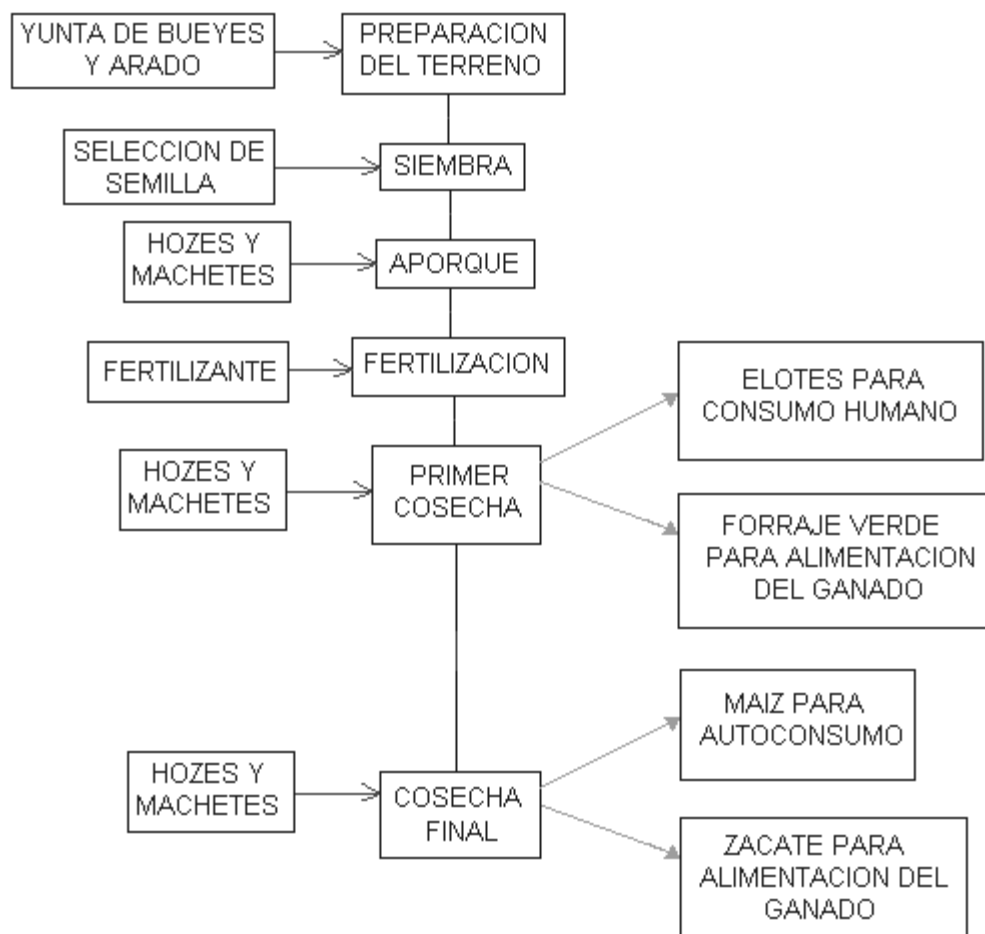 YUNTA DE BUEYES
Y ARADO
PREPARACION
DEL TERRENO
SELECCION DE
SEMILLA
SIEMBRA
HOZES Y
MACHETES
APORQUE
FERTILIZANTE
FERTILIZACION
ELOTES PARA
CONSUMO HUMANO
HOZES Y
MACHETES
PRIMER
COSECHA
FORRAJE VERDE
PARA ALIMENTACION
DEL GANADO
MAIZ PARA
AUTOCONSUMO
HOZES Y
MACHETES
COSECHA
FINAL
ZACATE PARA
ALIMENTACION DEL
GANADO